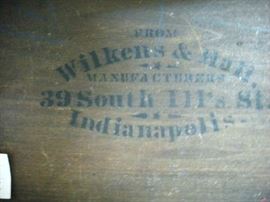 FROM
Wilkens & Hall,
MANUFACTURERS
39 South Ill's. St.
Indianapolis